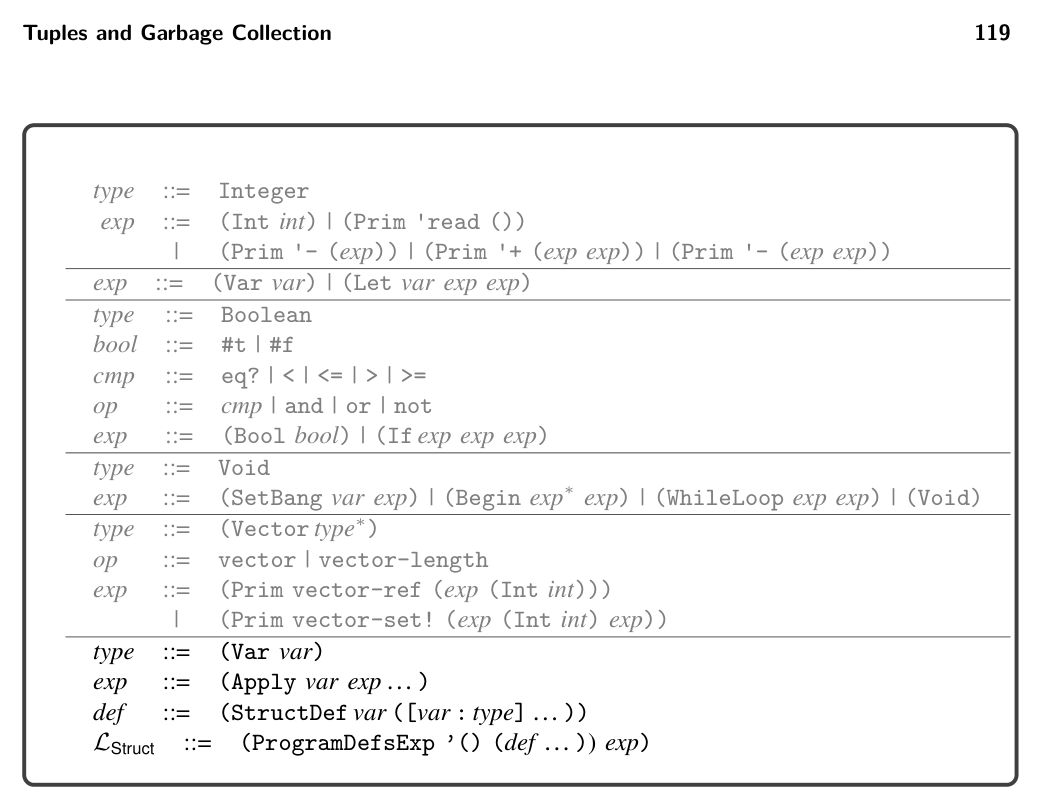 Tuples and Garbage Collection 119
type ::= Integer
exp ::= (Int int) | (Prim 'read ())
| (Prim '- (exp)) | (Prim '+ (exp exp)) | (Prim '- (exp exp))
exp ::= (Var var) | (Let var exp exp)
type ::= Boolean
bool ::= #t | #f
cmp ::= eq? | < | <= | > | >=
op ::= cmp | and | or | not
exp ::= (Bool bool) | (If exp exp exp)
type ::= Void
exp ::= (SetBang var exp) | (Begin exp* exp) | (WhileLoop exp exp) | (Void)
type ::= (Vector type*)
op ::= vector | vector-length
exp ::= (Prim vector-ref (exp (Int int)))
| (Prim vector-set! (exp (Int int) exp))
type ::= (Var var)
exp ::= (Apply var exp ...)
def ::= (StructDef var ([var : type] ...))
ℒStruct ::= (ProgramDefsExp ’() (def ...)) exp)